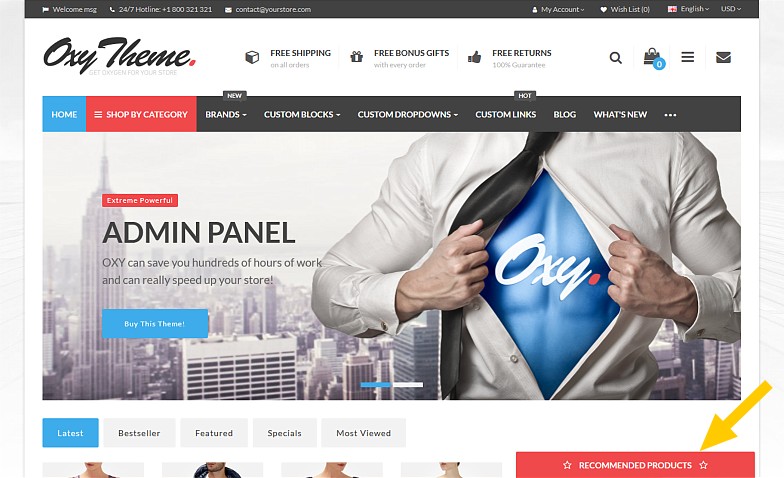 Welcome msg 24/7 Hotline: +1 800 321 321 contact@yourstore.com My Account Wish List (0) English USD
Oxy Theme.
GET OXYGEN FOR YOUR STORE
FREE SHIPPING
on all orders
FREE BONUS GIFTS
with every order
FREE RETURNS
100% Guarantee
0
NEW
HOT
HOME SHOP BY CATEGORY BRANDS CUSTOM BLOCKS CUSTOM DROPDOWNS CUSTOM LINKS BLOG WHAT'S NEW
Extreme Powerful
ADMIN PANEL
OXY can save you hundreds of hours of work
and can really speed up your store!
Buy This Theme!
Oxy.
Latest Bestseller Featured Specials Most Viewed
RECOMMENDED PRODUCTS